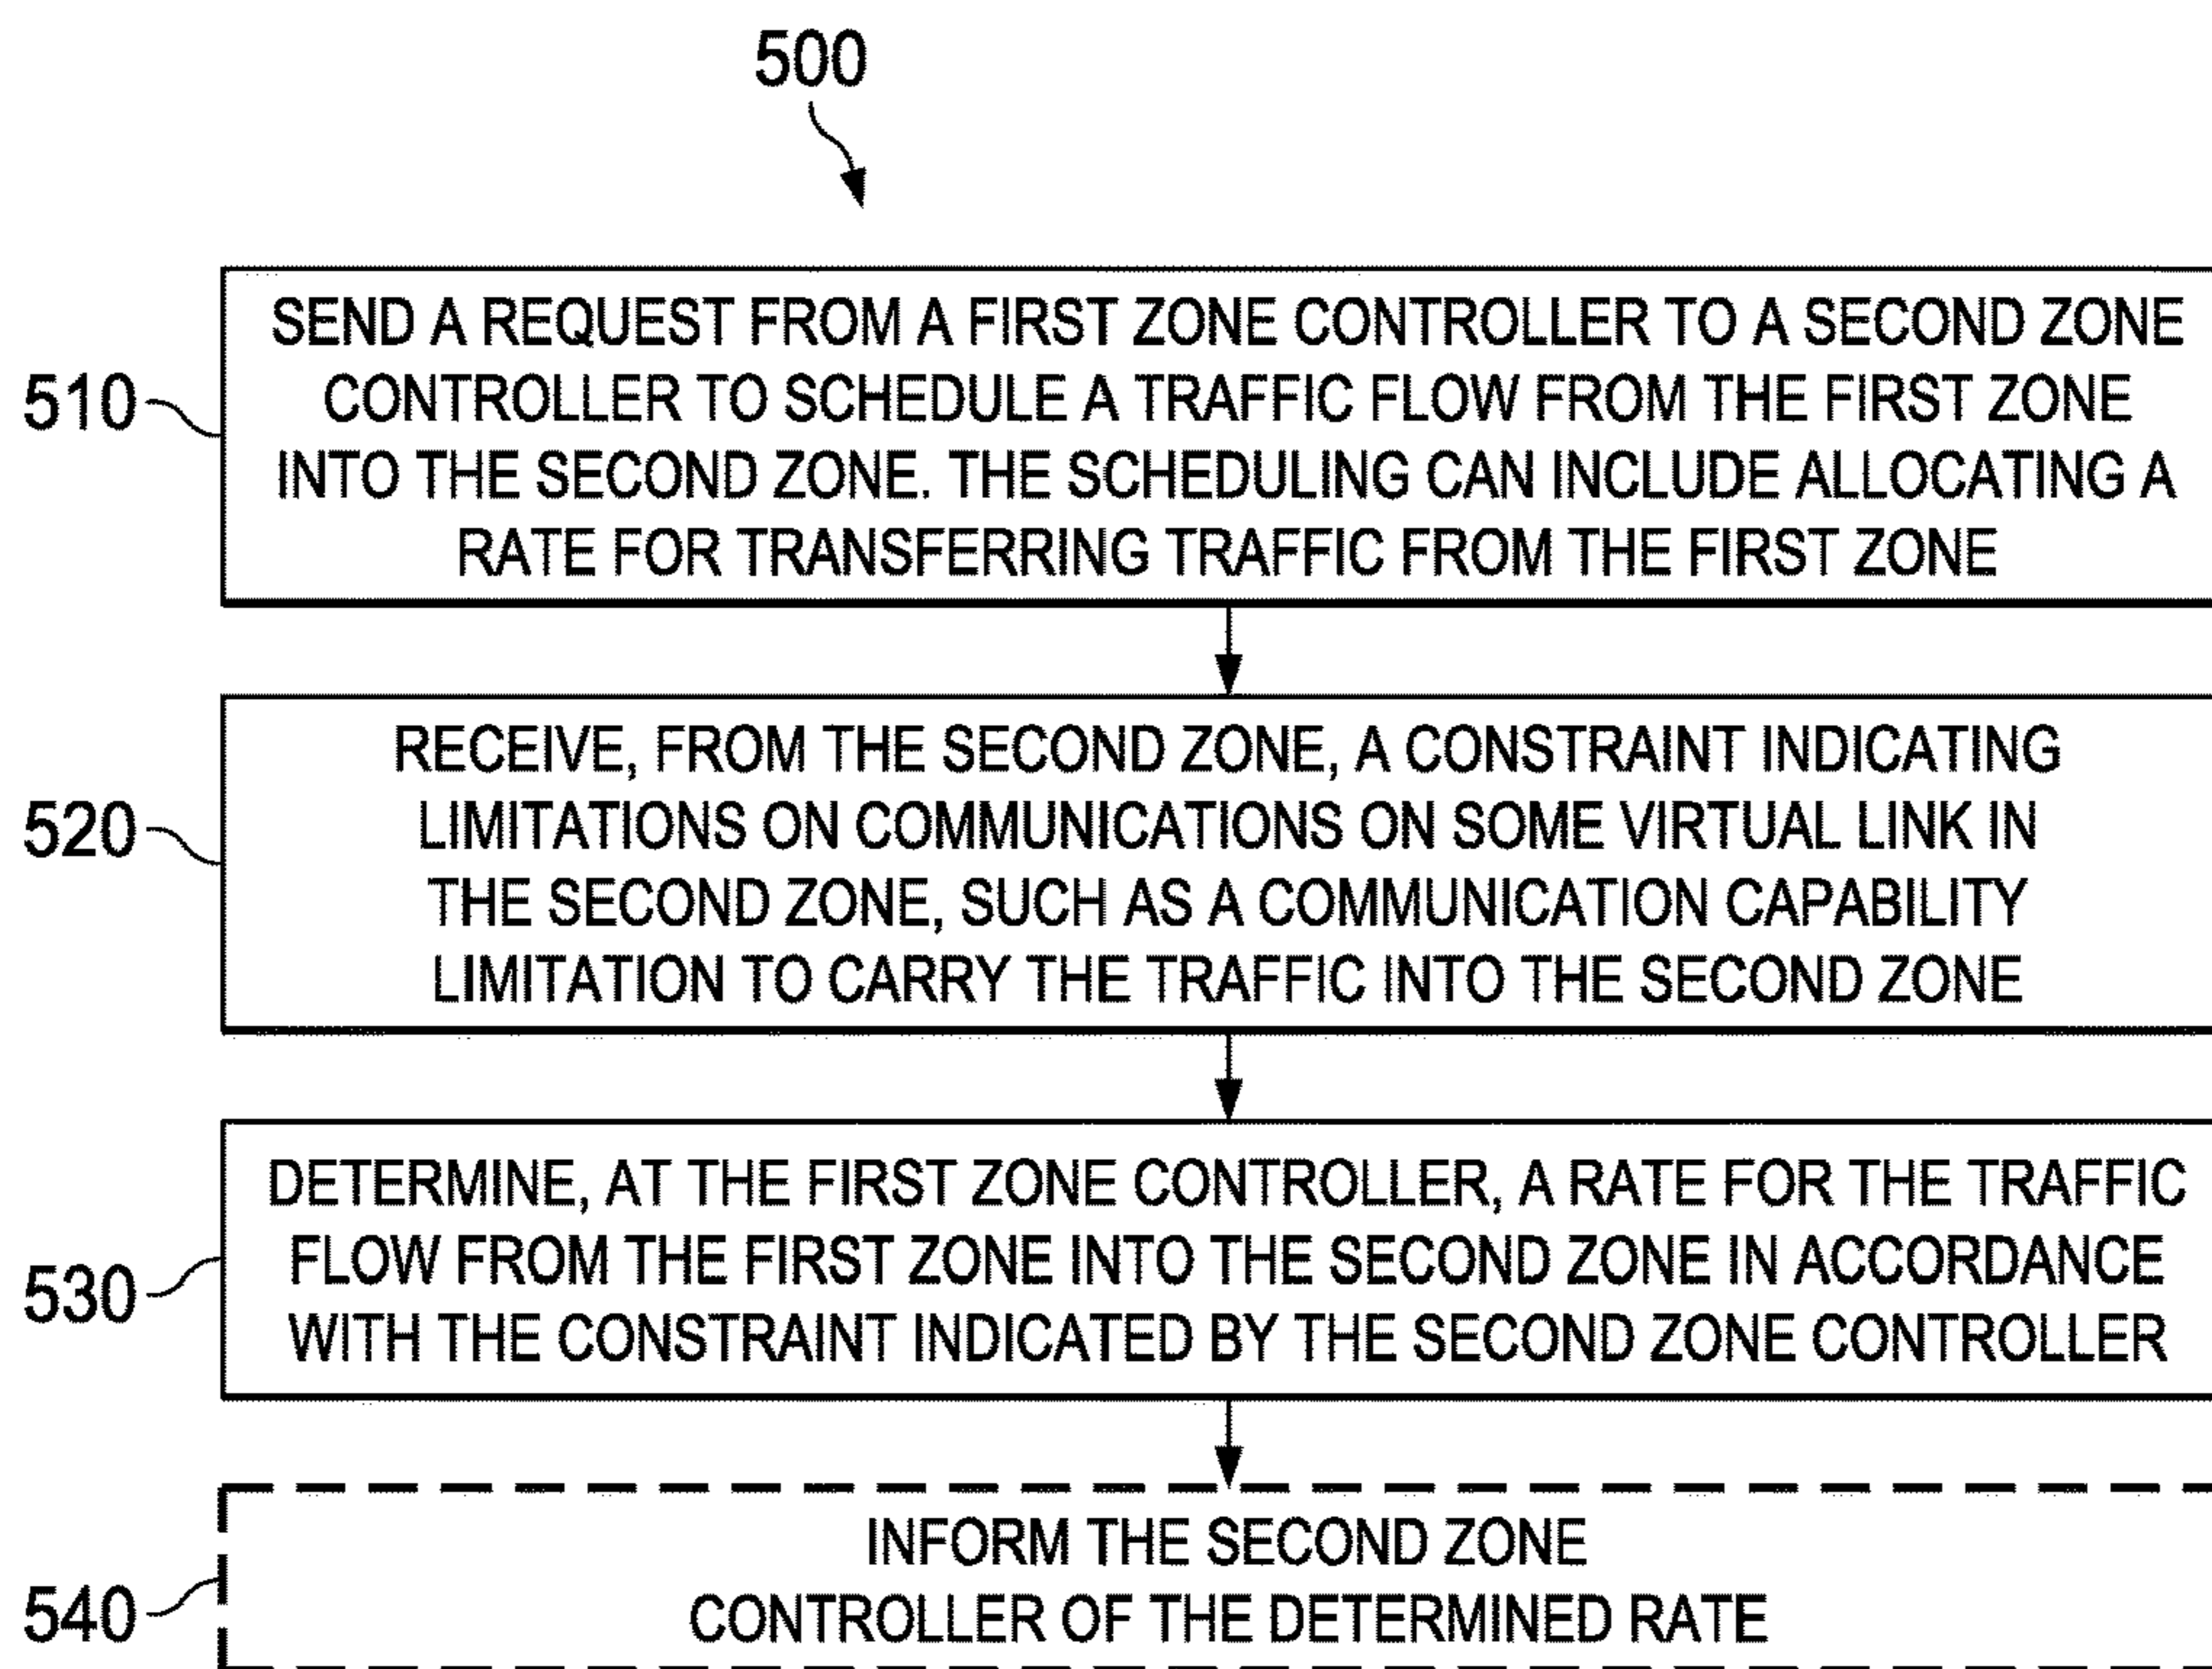 500
510
SEND A REQUEST FROM A FIRST ZONE CONTROLLER TO A SECOND ZONE
CONTROLLER TO SCHEDULE A TRAFFIC FLOW FROM THE FIRST ZONE
INTO THE SECOND ZONE. THE SCHEDULING CAN INCLUDE ALLOCATING A
RATE FOR TRANSFERRING TRAFFIC FROM THE FIRST ZONE
520
RECEIVE, FROM THE SECOND ZONE, A CONSTRAINT INDICATING
LIMITATIONS ON COMMUNICATIONS ON SOME VIRTUAL LINK IN
THE SECOND ZONE, SUCH AS A COMMUNICATION CAPABILITY
LIMITATION TO CARRY THE TRAFFIC INTO THE SECOND ZONE
530
DETERMINE, AT THE FIRST ZONE CONTROLLER, A RATE FOR THE TRAFFIC
FLOW FROM THE FIRST ZONE INTO THE SECOND ZONE IN ACCORDANCE
WITH THE CONSTRAINT INDICATED BY THE SECOND ZONE CONTROLLER
540
INFORM THE SECOND ZONE
CONTROLLER OF THE DETERMINED RATE